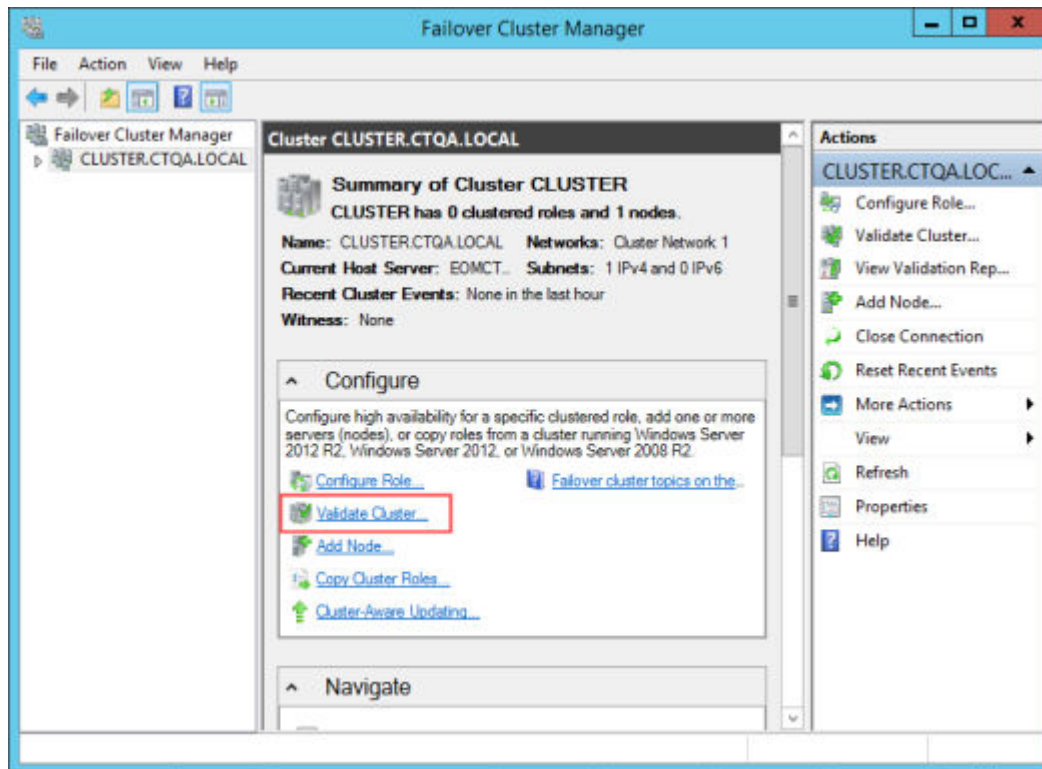 Failover Cluster Manager
File Action View Help
Failover Cluster Manager
CLUSTER.CTQA.LOCAL
Cluster CLUSTER.CTQA.LOCAL
Summary of Cluster CLUSTER
CLUSTER has 0 clustered roles and 1 nodes.
Name: CLUSTER.CTQA.LOCAL Networks: Cluster Network 1
Current Host Server: EOMCT... Subnets: 1 IPv4 and 0 IPv6
Recent Cluster Events: None in the last hour
Witness: None
Configure
Configure high availability for a specific clustered role, add one or more
servers (nodes), or copy roles from a cluster running Windows Server
2012 R2, Windows Server 2012, or Windows Server 2008 R2.
Configure Role... Failover cluster topics on the...
Validate Cluster...
Add Node...
Copy Cluster Roles...
Cluster-Aware Updating...
Navigate
Actions
CLUSTER.CTQA.LOC...
Configure Role...
Validate Cluster...
View Validation Rep...
Add Node...
Close Connection
Reset Recent Events
More Actions
View
Refresh
Properties
Help